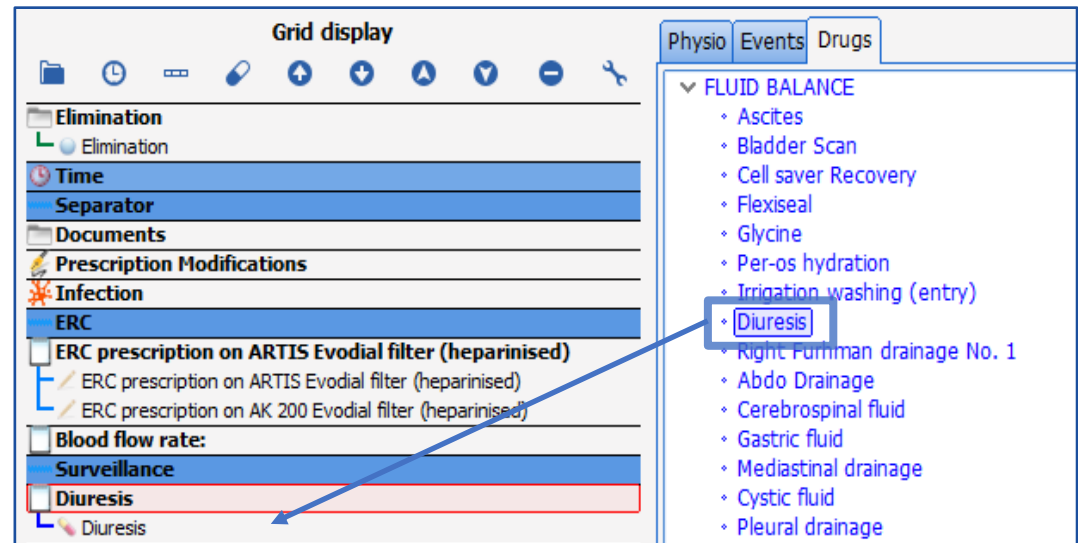 Grid display
Elimination
Elimination
Time
Separator
Documents
Prescription Modifications
Infection
ERC
ERC prescription on ARTIS Evodial filter (heparinised)
ERC prescription on ARTIS Evodial filter (heparinised)
ERC prescription on AK 200 Evodial filter (heparinised)
Blood flow rate:
Surveillance
Diuresis
Diuresis
Physio Events Drugs
FLUID BALANCE
Ascites
Bladder Scan
Cell saver Recovery
Flexiseal
Glycine
Per-os hydration
Irrigation washing (entry)
Diuresis
Right Furhman drainage No. 1
Abdo Drainage
Cerebrospinal fluid
Gastric fluid
Mediastinal drainage
Cystic fluid
Pleural drainage